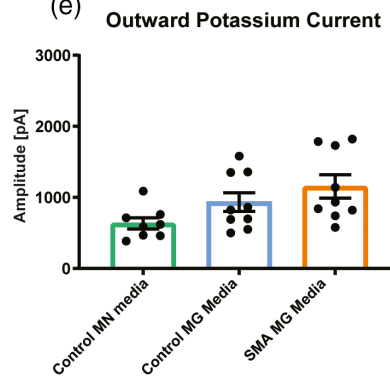 (e)
Outward Potassium Current
3000
2000
1000
0
Amplitude [pA]
Control MN media
Control MG Media
SMA MG Media